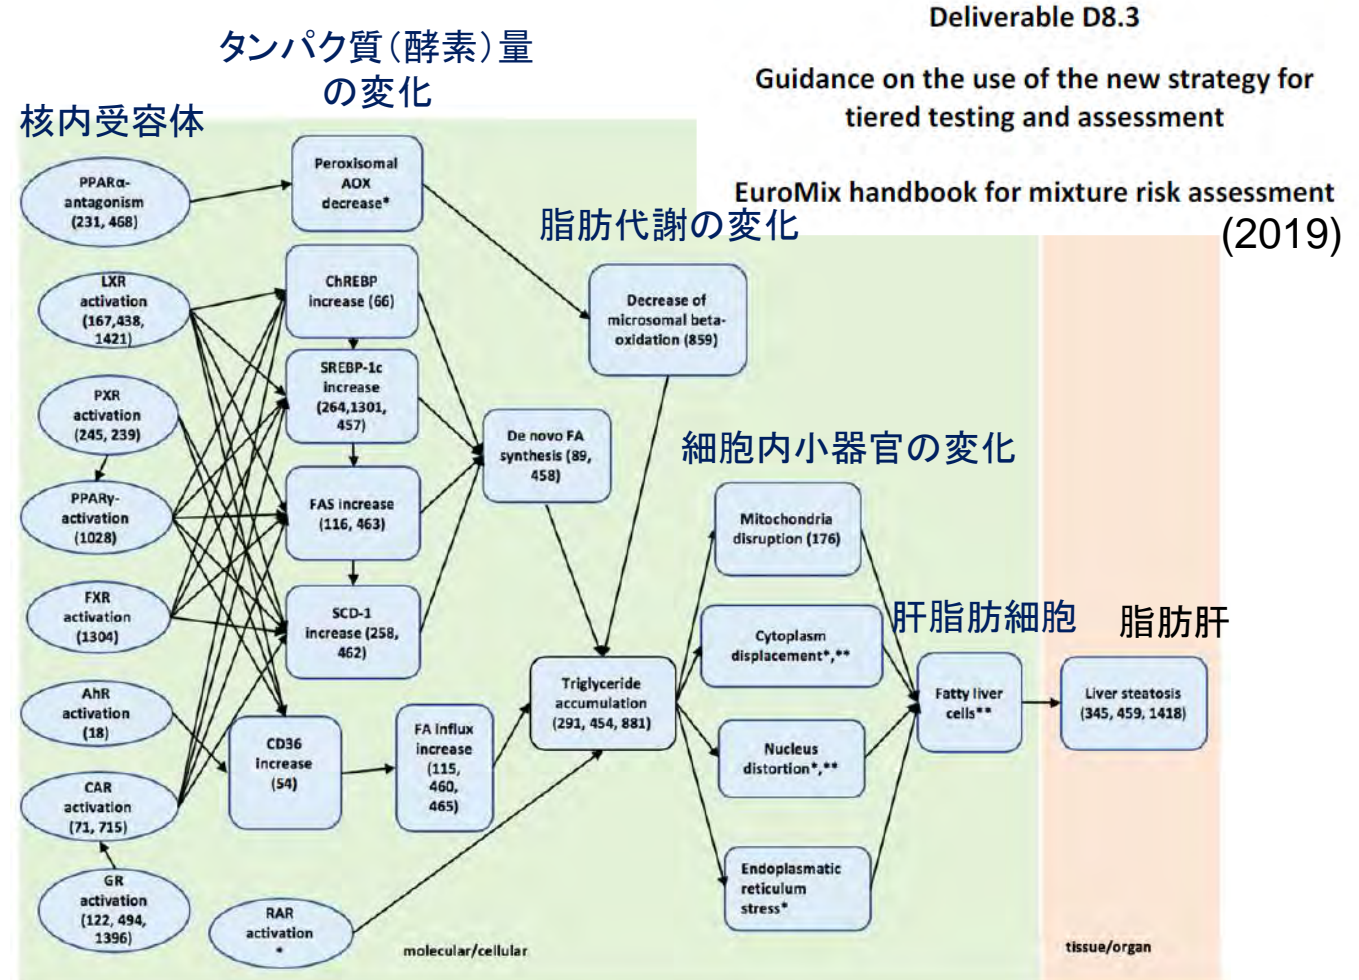 Deliverable D8.3
Guidance on the use of the new strategy for
tiered testing and assessment
EuroMix handbook for mixture risk assessment
(2019)
タンパク質（酵素）量
の変化
核内受容体
脂肪代謝の変化
細胞内小器官の変化
肝脂肪細胞
脂肪肝
PPARα-
antagonism
(231, 468)
LXR
activation
(167,438,
1421)
PXR
activation
(245, 239)
PPARγ-
activation
(1028)
FXR
activation
(1304)
AhR
activation
(18)
CAR
activation
(71, 715)
GR
activation
(122, 494,
1396)
RAR
activation
*
Peroxisomal
AOX
decrease*
ChREBP
increase (66)
SREBP-1c
increase
(264,1301,
457)
FAS increase
(116, 463)
SCD-1
increase (258,
462)
CD36
increase
(54)
FA influx
increase
(115,
460,
465)
De novo FA
synthesis (89,
458)
Decrease of
microsomal beta-
oxidation (859)
Triglyceride
accumulation
(291, 454, 881)
Mitochondria
disruption (176)
Cytoplasm
displacement*,**
Nucleus
distortion*,**
Endoplasmatic
reticulum
stress*
Fatty liver
cells**
Liver steatosis
(345, 459, 1418)
molecular/cellular
tissue/organ